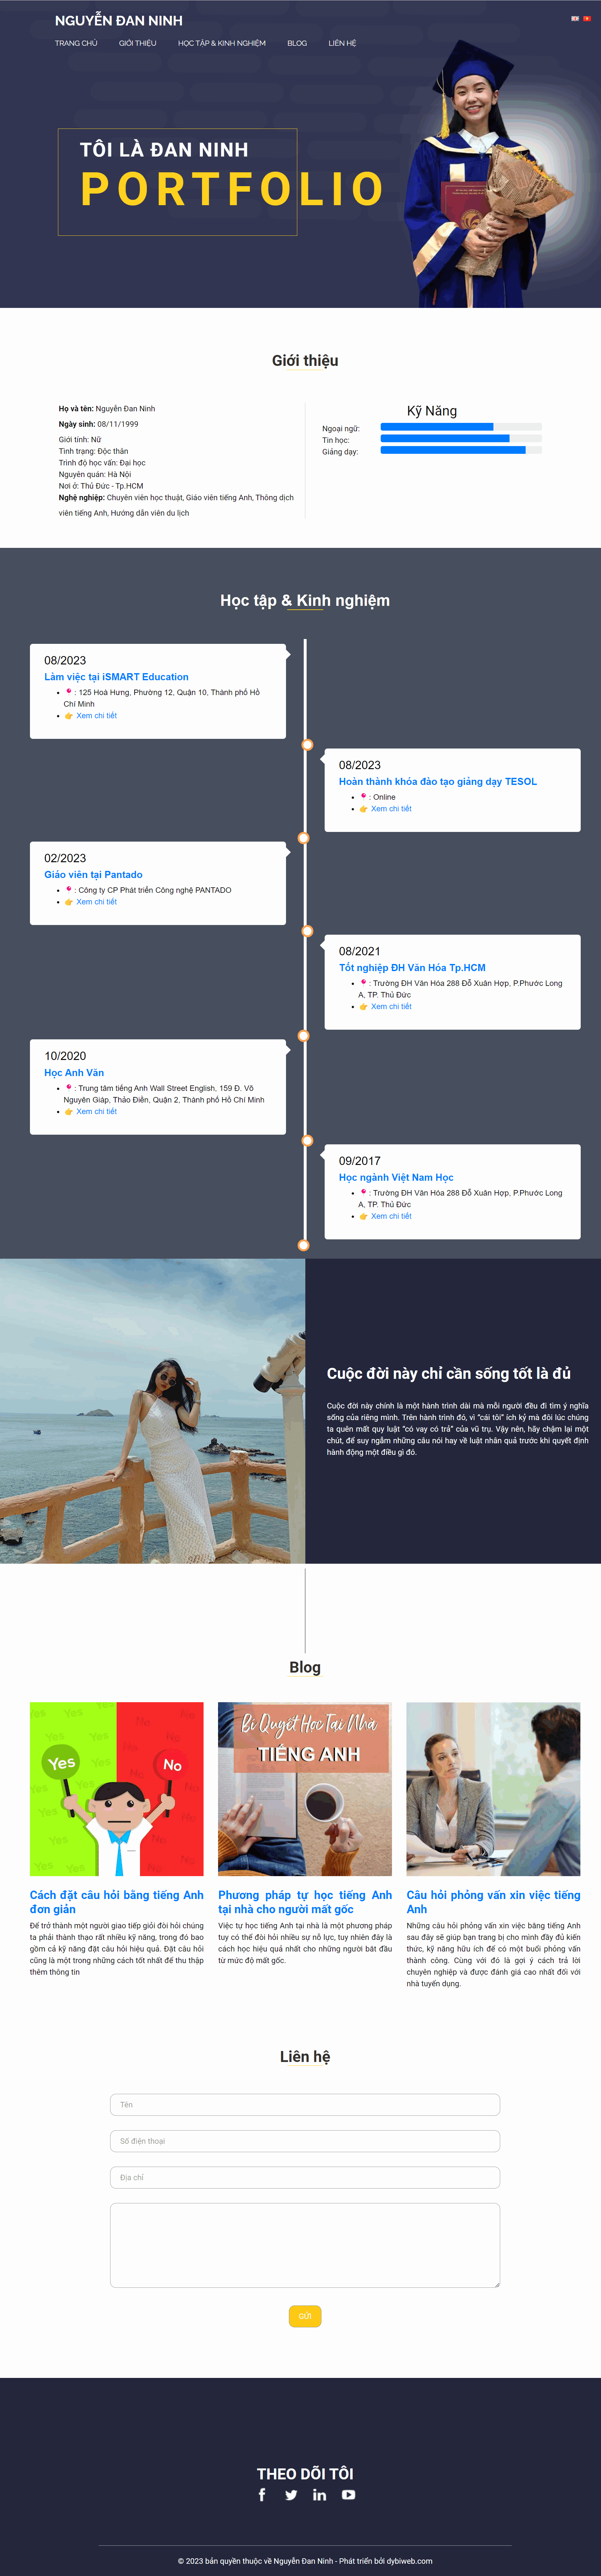 NGUYỄN ĐAN NINH
TRANG CHỦ GIỚI THIỆU HỌC TẬP & KINH NGHIỆM BLOG LIÊN HỆ
TÔI LÀ ĐAN NINH
PORTFOLIO
Giới thiệu
Họ và tên: Nguyễn Đan Ninh
Ngày sinh: 08/11/1999
Giới tính: Nữ
Tình trạng: Độc thân
Trình độ học vấn: Đại học
Nguyên quán: Hà Nội
Nơi ở: Thủ Đức - Tp.HCM
Nghề nghiệp: Chuyên viên học thuật, Giáo viên tiếng Anh, Thông dịch
viên tiếng Anh, Hướng dẫn viên du lịch
Kỹ Năng
Ngoại ngữ:
Tin học:
Giảng dạy:
Học tập & Kinh nghiệm
08/2023
Làm việc tại iSMART Education
: 125 Hoà Hưng, Phường 12, Quận 10, Thành phố Hồ
Chí Minh
Xem chi tiết
08/2023
Hoàn thành khóa đào tạo giảng dạy TESOL
: Online
Xem chi tiết
02/2023
Giáo viên tại Pantado
: Công ty CP Phát triển Công nghệ PANTADO
Xem chi tiết
08/2021
Tốt nghiệp ĐH Văn Hóa Tp.HCM
: Trường ĐH Văn Hóa 288 Đỗ Xuân Hợp, P.Phước Long
A, TP. Thủ Đức
Xem chi tiết
10/2020
Học Anh Văn
: Trung tâm tiếng Anh Wall Street English, 159 Đ. Võ
Nguyên Giáp, Thảo Điền, Quận 2, Thành phố Hồ Chí Minh
Xem chi tiết
09/2017
Học ngành Việt Nam Học
: Trường ĐH Văn Hóa 288 Đỗ Xuân Hợp, P.Phước Long
A, TP. Thủ Đức
Xem chi tiết
Cuộc đời này chỉ cần sống tốt là đủ
Cuộc đời này chính là một hành trình dài mà mỗi người đều đi tìm ý nghĩa
sống của riêng mình. Trên hành trình đó, vì “cái tôi” ích kỷ mà đôi lúc chúng
ta quên mất quy luật “có vay có trả” của vũ trụ. Vậy nên, hãy chậm lại một
chút, để suy ngẫm những câu nói hay về luật nhân quả trước khi quyết định
hành động một điều gì đó.
Blog
Yes
No
Bí Quyết Học Tại Nhà
TIẾNG ANH
Cách đặt câu hỏi bằng tiếng Anh
đơn giản
Để trở thành một người giao tiếp giỏi đòi hỏi chúng
ta phải thành thạo rất nhiều kỹ năng, trong đó bao
gồm cả kỹ năng đặt câu hỏi hiệu quả. Đặt câu hỏi
cũng là một trong những cách tốt nhất để thu thập
thêm thông tin
Phương pháp tự học tiếng Anh
tại nhà cho người mất gốc
Việc tự học tiếng Anh tại nhà là một phương pháp
tuy có thể đòi hỏi nhiều sự nỗ lực, tuy nhiên đây là
cách học hiệu quả nhất cho những người bắt đầu
từ mức độ mất gốc.
Câu hỏi phỏng vấn xin việc tiếng
Anh
Những câu hỏi phỏng vấn xin việc bằng tiếng Anh
sau đây sẽ giúp bạn trang bị cho mình đầy đủ kiến
thức, kỹ năng hữu ích để có một buổi phỏng vấn
thành công. Cùng với đó là gợi ý cách trả lời
chuyên nghiệp và được đánh giá cao nhất đối với
nhà tuyển dụng.
Liên hệ
Tên
Số điện thoại
Địa chỉ
GỬI
THEO DÕI TÔI
© 2023 bản quyền thuộc về Nguyễn Đan Ninh - Phát triển bởi dybiweb.com